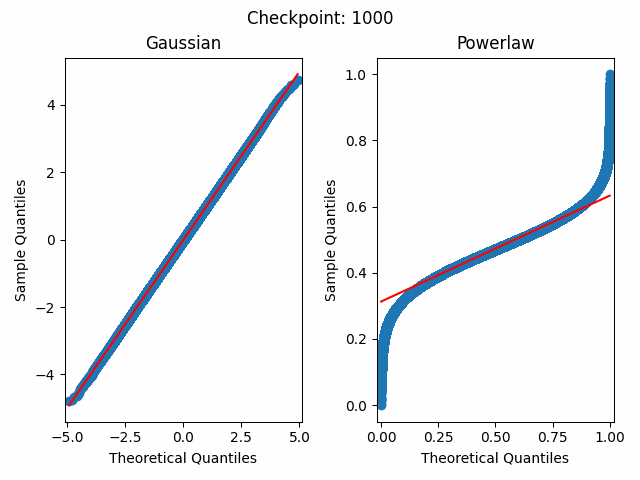 Checkpoint: 1000
Gaussian
Sample Quantiles
4
2
0
−2
−4
−5.0 −2.5 0.0 2.5 5.0
Theoretical Quantiles
Powerlaw
Sample Quantiles
1.0
0.8
0.6
0.4
0.2
0.0
0.00 0.25 0.50 0.75 1.00
Theoretical Quantiles